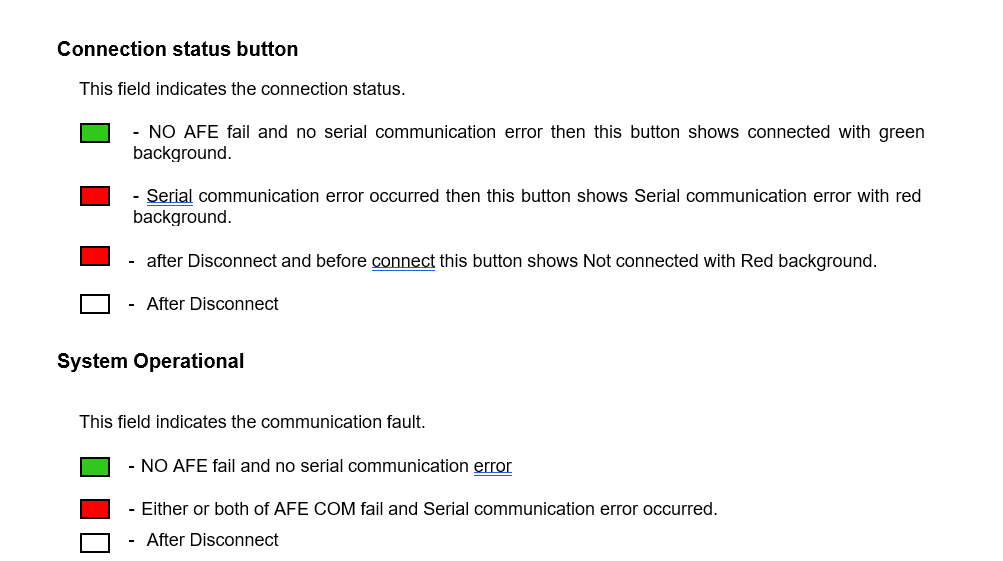 Connection status button
This field indicates the connection status.
- NO AFE fail and no serial communication error then this button shows connected with green
background.
- Serial communication error occurred then this button shows Serial communication error with red
background.
- after Disconnect and before connect this button shows Not connected with Red background.
- After Disconnect
System Operational
This field indicates the communication fault.
- NO AFE fail and no serial communication error
- Either or both of AFE COM fail and Serial communication error occurred.
- After Disconnect